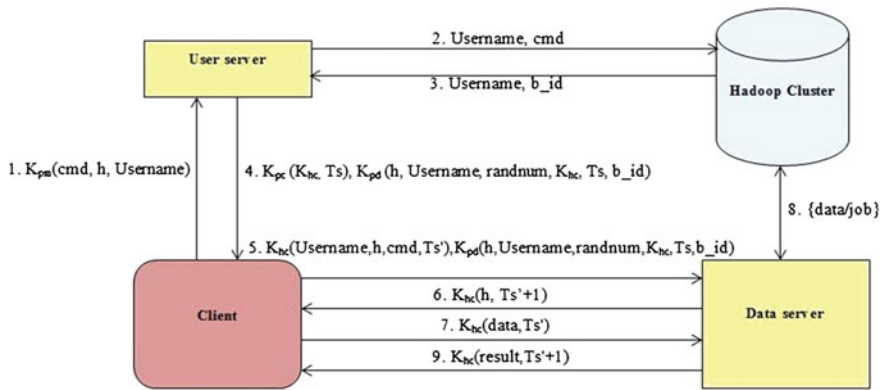 2. Username, cmd
User server
3. Username, b_id
Hadoop Cluster
1. Kpm(cmd, h, Username)
4. Kpc (Khc, Ts), Kpd (h, Username, randnum, Khc, Ts, b_id)
8. {data/job}
5. Khc(Username,h,cmd,Ts'),Kpd(h,Username,randnum,Khc,Ts,b_id)
6. Khc(h, Ts’+1)
Client
7. Khc(data,Ts')
Data server
9. Khc(result,Ts'+1)